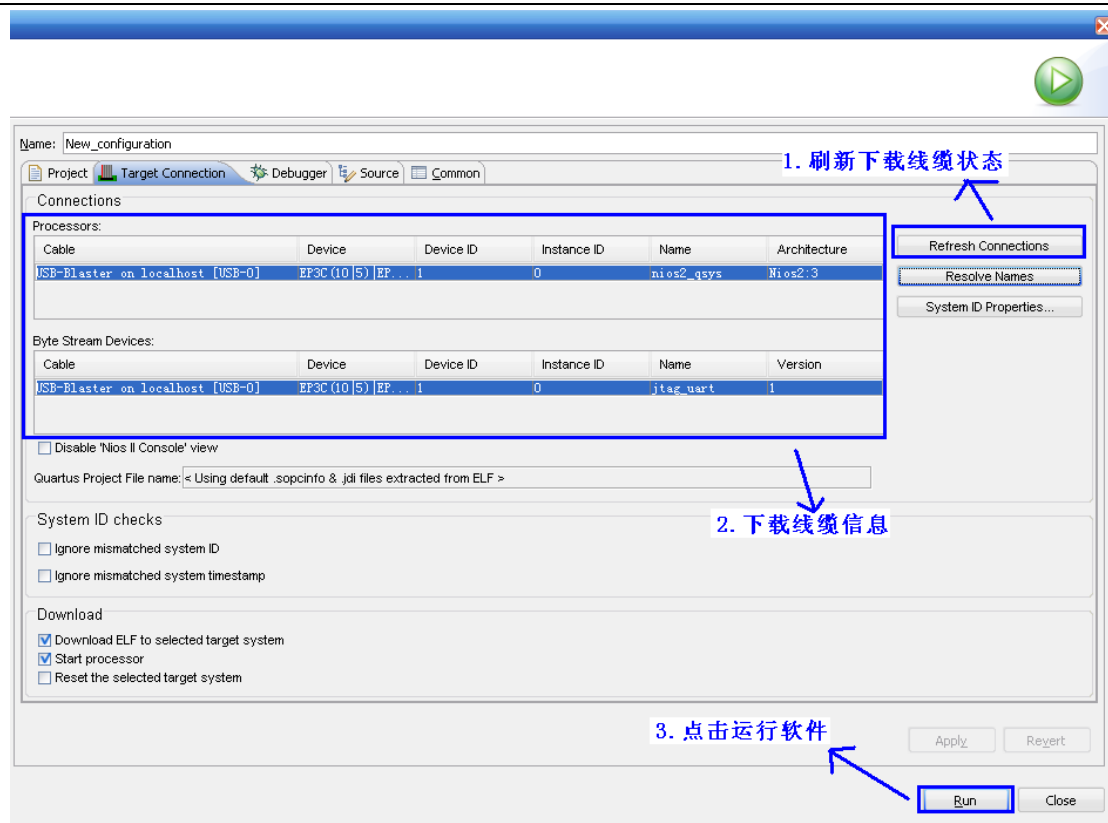 Name: New_configuration
1. 刷新下载线缆状态
Project Target Connection Debugger Source Common
Connections
Processors:
Cable Device Device ID Instance ID Name Architecture
USB-Blaster on localhost [USB-0] EP3C(10|5)|EP... 1 0 nios2_qsys Nios2:3
Refresh Connections
Resolve Names
System ID Properties...
Byte Stream Devices:
Cable Device Device ID Instance ID Name Version
USB-Blaster on localhost [USB-0] EP3C(10|5)|EP... 1 0 jtag_uart 1
Disable 'Nios II Console' view
Quartus Project File name: < Using default .sopcinfo & .jdi files extracted from ELF >
2. 下载线缆信息
System ID checks
Ignore mismatched system ID
Ignore mismatched system timestamp
Download
Download ELF to selected target system
Start processor
Reset the selected target system
3. 点击运行软件
Apply Revert
Run Close